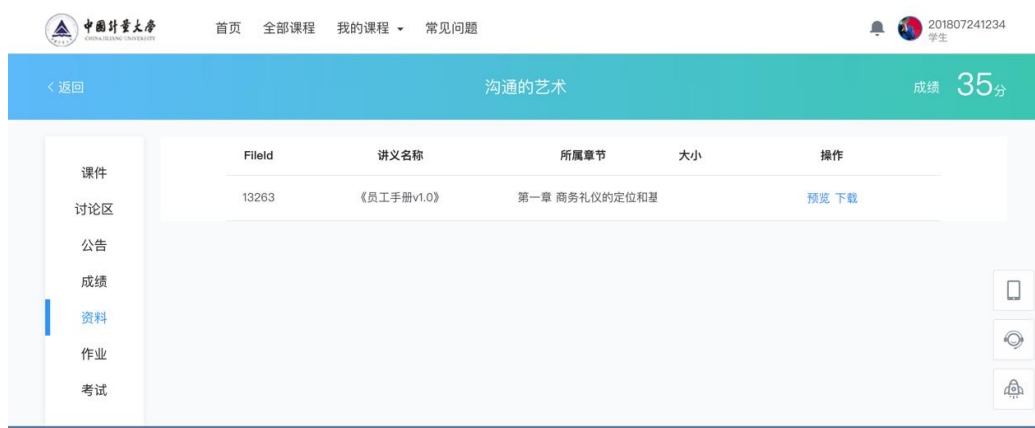 中国计量大学
CHINA JILIANG UNIVERSITY
首页 全部课程 我的课程 常见问题
201807241234
学生
返回
沟通的艺术
成绩 35分
课件
讨论区
公告
成绩
资料
作业
考试
FileId 讲义名称 所属章节 大小 操作
13263 《员工手册v1.0》 第一章 商务礼仪的定位和基 预览 下载